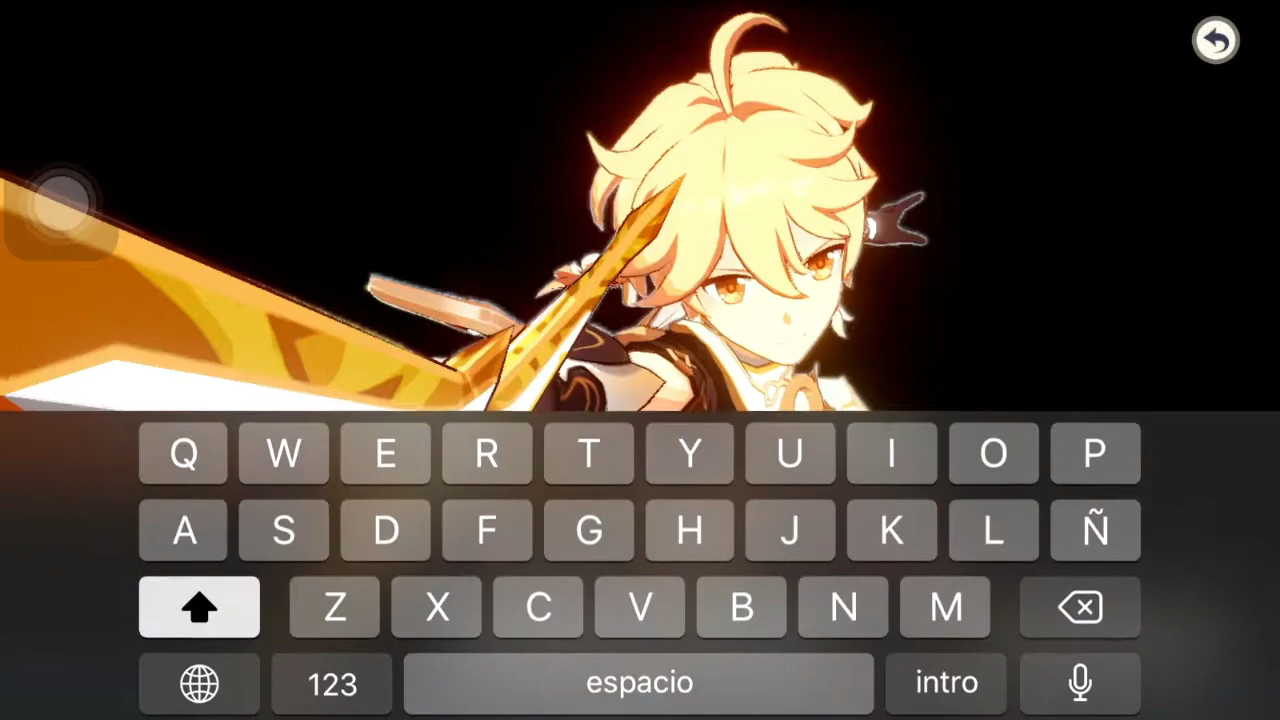 Q W E R T Y U I O P
A S D F G H J K L Ñ
Z X C V B N M
123 espacio intro